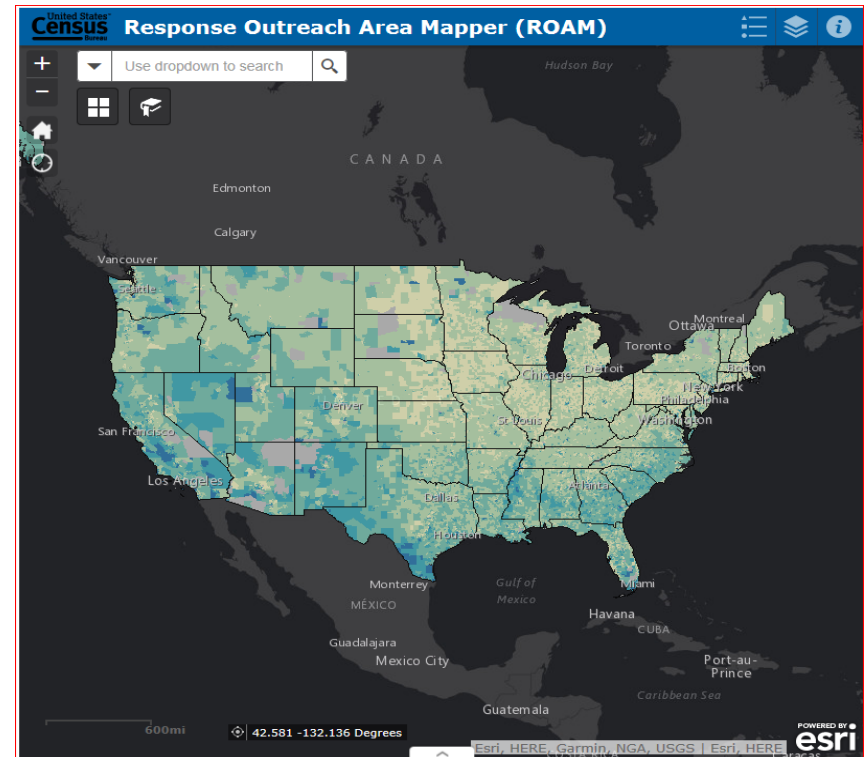 United States®
Census
Bureau
Response Outreach Area Mapper (ROAM)
Use dropdown to search
Hudson Bay
CANADA
Edmonton
Calgary
Vancouver
Seattle
Montreal
Ottawa
Toronto
Chicago
Detroit
Boston
New York
Philadelphia
Denver
St Louis
Washington
San Francisco
Los Angeles
Atlanta
Dallas
Houston
Monterrey
Gulf of
Mexico
Miami
MÉXICO
Havana
CUBA
Guadalajara
Mexico City
Port-au-
Prince
Caribbean Sea
Guatemala
600mi
42.581 -132.136 Degrees
POWERED BY
esri
Esri, HERE, Garmin, NGA, USGS | Esri, HERE
Caracas